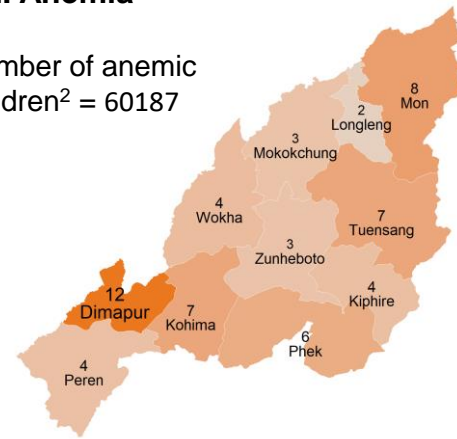 . Anemia
mber of anemic
dren² = 60187
8
Mon
2
Longleng
3
Mokokchung
4
Wokha
7
Tuensang
3
Zunheboto
4
Kiphire
12
Dimapur
7
Kohima
6
Phek
4
Peren